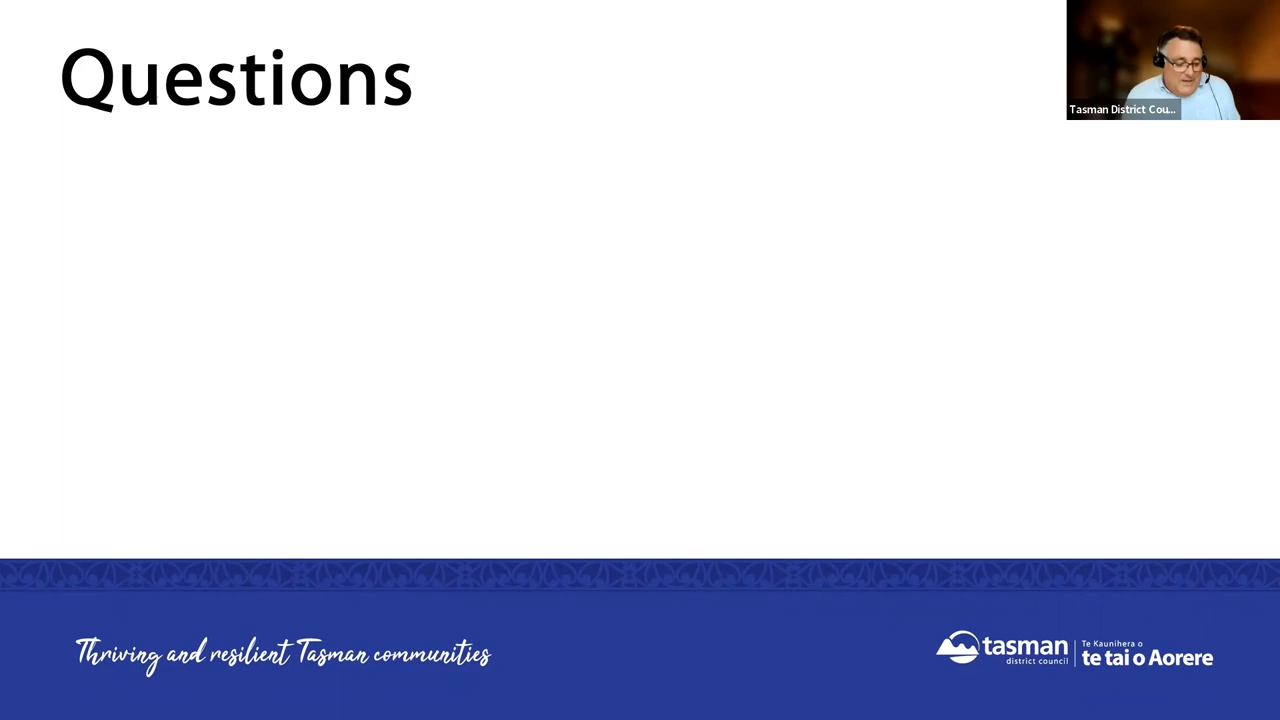 Questions
Tasman District Cou...
Thriving and resilient Tasman communities
tasman
district council
Te Kaunihera o
te tai o Aorere